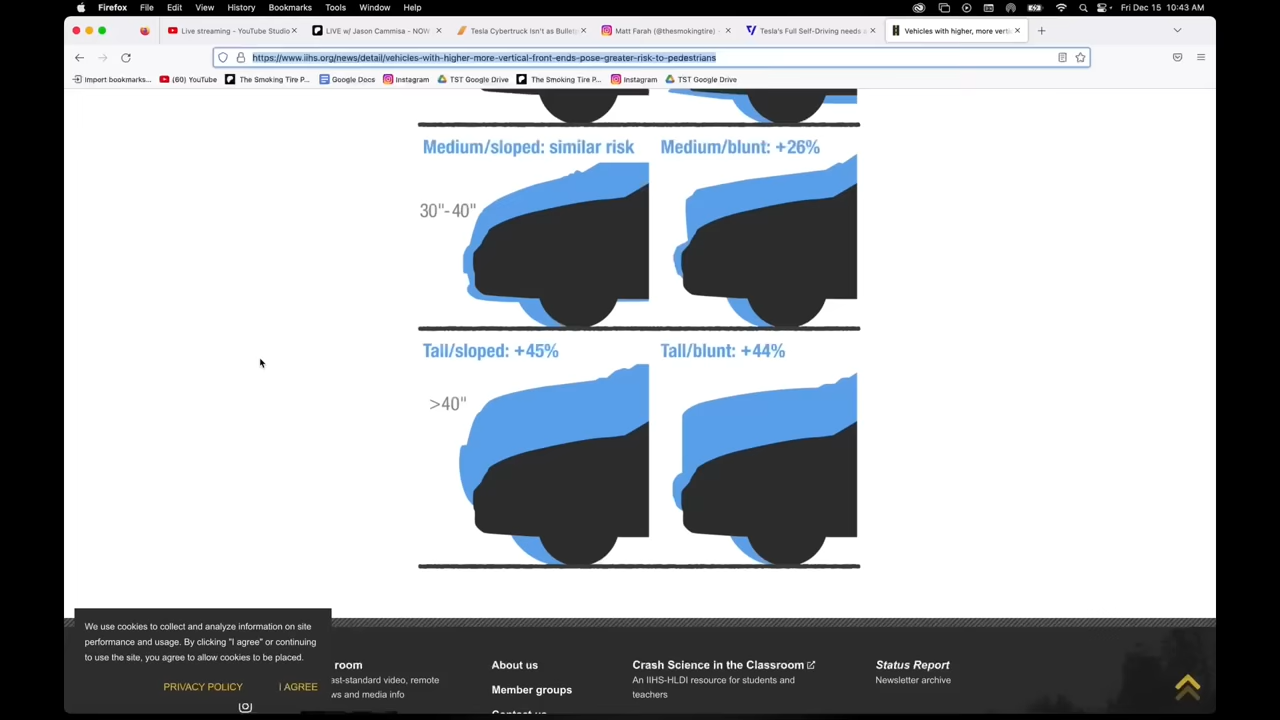 Firefox File Edit View History Bookmarks Tools Window Help Fri Dec 15 10:43 AM
Live streaming - YouTube Studio LIVE w/ Jason Cammisa - NOW Tesla Cybertruck Isn't as Bullet Matt Farah (@thesmokingtire) • Tesla's Full Self-Driving needs Vehicles with higher, more verti
https://www.iihs.org/news/detail/vehicles-with-higher-more-vertical-front-ends-pose-greater-risk-to-pedestrians
Import bookmarks... (60) YouTube The Smoking Tire P... Google Docs Instagram TST Google Drive The Smoking Tire P... Instagram TST Google Drive
Medium/sloped: similar risk Medium/blunt: +26%
30"-40"
Tall/sloped: +45% Tall/blunt: +44%
>40"
We use cookies to collect and analyze information on site
performance and usage. By clicking "I agree" or continuing
to use the site, you agree to allow cookies to be placed.
PRIVACY POLICY I AGREE
room
ast-standard video, remote
ws and media info
About us
Member groups
Contact us
Crash Science in the Classroom
An IIHS-HLDI resource for students and
teachers
Status Report
Newsletter archive